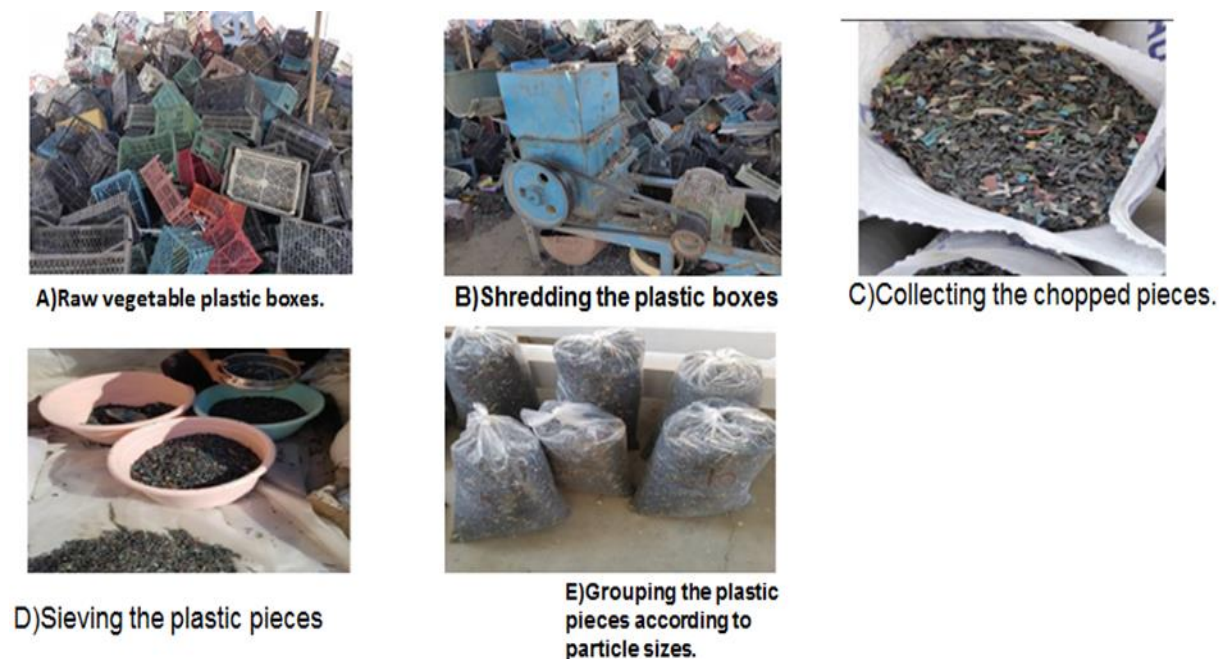 A)Raw vegetable plastic boxes.
B)Shredding the plastic boxes
C)Collecting the chopped pieces.
D)Sieving the plastic pieces
E)Grouping the plastic
pieces according to
particle sizes.